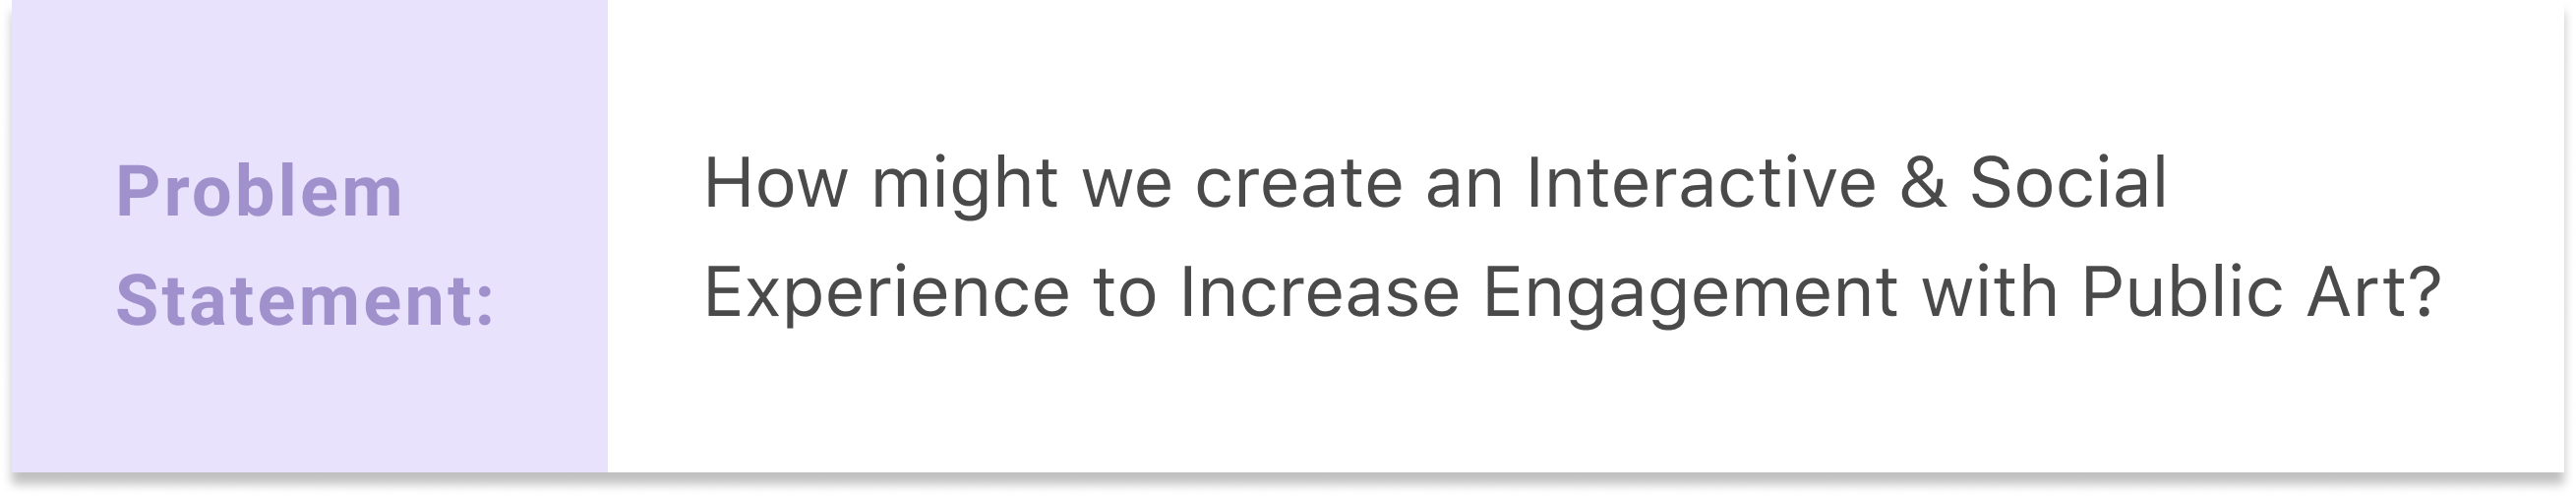 Problem
Statement:
How might we create an Interactive & Social
Experience to Increase Engagement with Public Art?